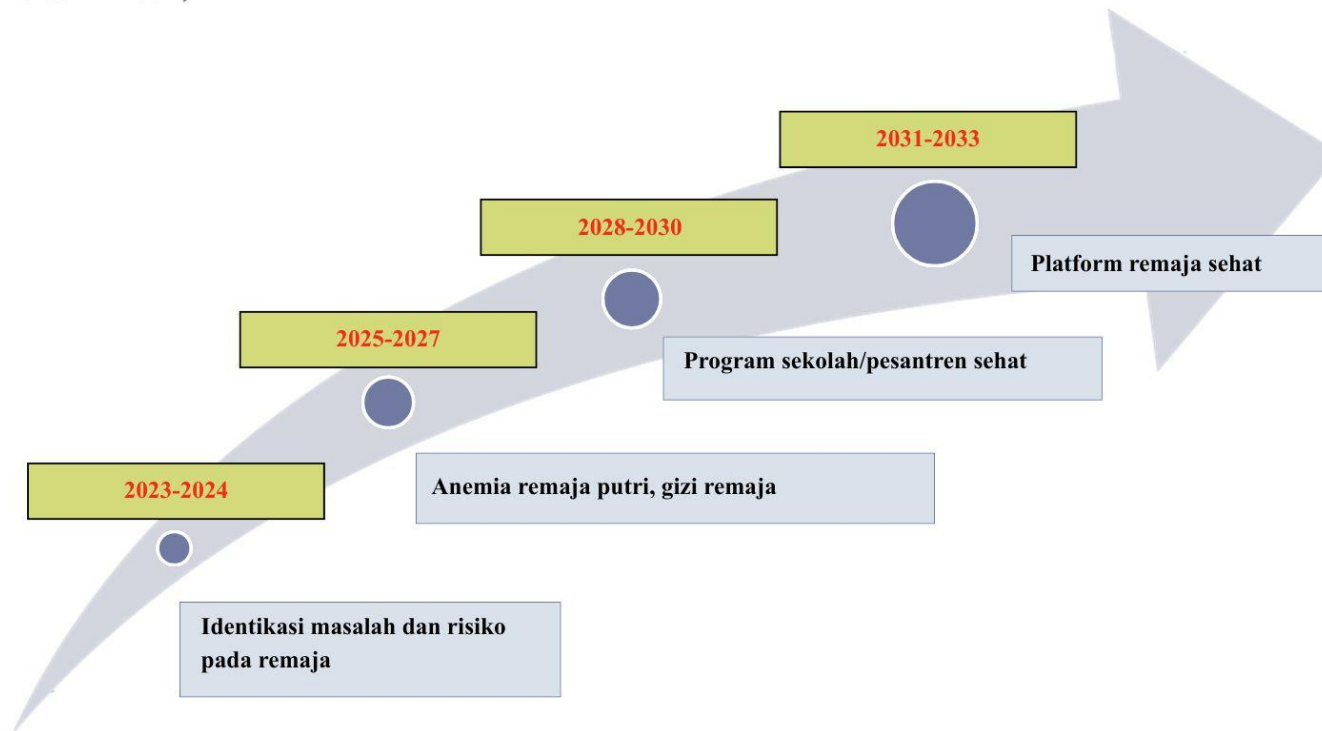 2031-2033
2028-2030
Platform remaja sehat
2025-2027
Program sekolah/pesantren sehat
2023-2024
Anemia remaja putri, gizi remaja
Identikasi masalah dan risiko
pada remaja